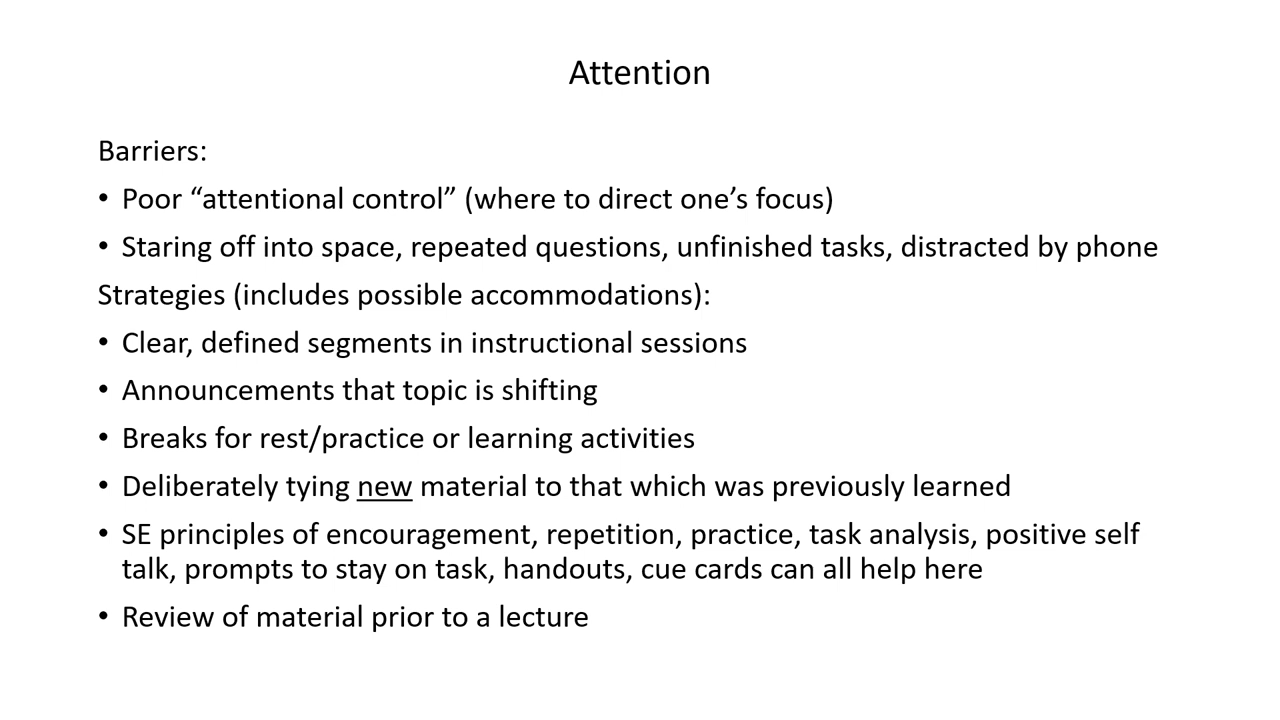 Attention
Barriers:
• Poor “attentional control” (where to direct one’s focus)
• Staring off into space, repeated questions, unfinished tasks, distracted by phone
Strategies (includes possible accommodations):
• Clear, defined segments in instructional sessions
• Announcements that topic is shifting
• Breaks for rest/practice or learning activities
• Deliberately tying new material to that which was previously learned
• SE principles of encouragement, repetition, practice, task analysis, positive self
talk, prompts to stay on task, handouts, cue cards can all help here
• Review of material prior to a lecture